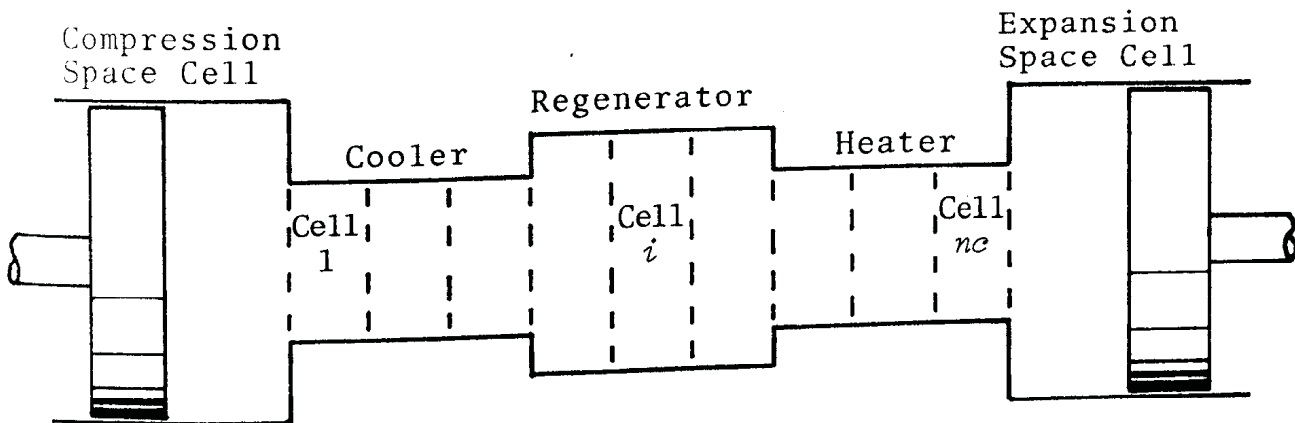 Compression
Space Cell
Expansion
Space Cell
Regenerator
Cooler
Heater
Cell
1
Cell
i
Cell
nc